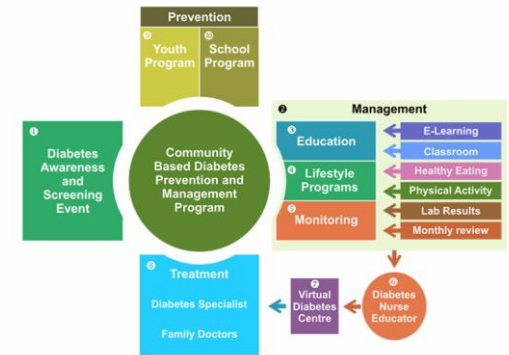 Prevention
❾
Youth
Program
❿
School
Program
❶
Diabetes
Awareness
and
Screening
Event
Community
Based Diabetes
Prevention and
Management
Program
❷
Management
❸
Education
E-Learning
Classroom
❹
Lifestyle
Programs
Healthy Eating
Physical Activity
❺
Monitoring
Lab Results
Monthly review
❽
Treatment
Diabetes Specialist
Family Doctors
❼
Virtual
Diabetes
Centre
❻
Diabetes
Nurse
Educator